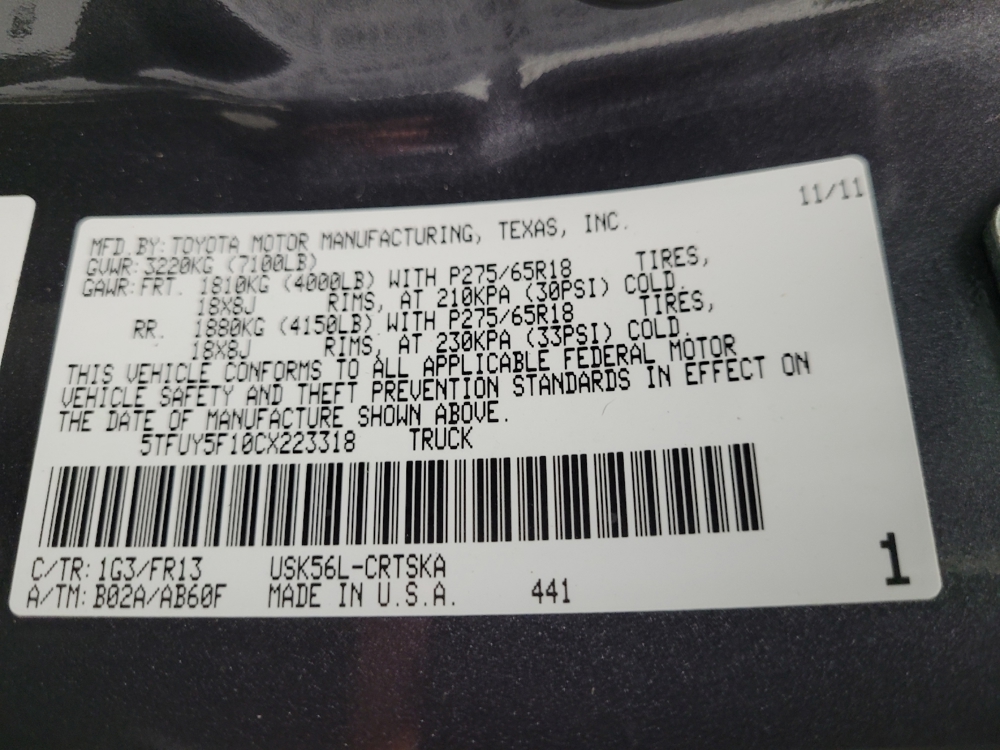 11/11
MFD.BY: TOYOTA MOTOR MANUFACTURING, TEXAS, INC.
GVWR: 3220KG (7100LB)
GAWR: FRT. 1810KG (4000LB) WITH P275/65R18 TIRES,
18X8J RIMS, AT 210KPA (30PSI) COLD.
RR. 1880KG (4150LB) WITH P275/65R18 TIRES,
18X8J RIMS, AT 230KPA (33PSI) COLD.
THIS VEHICLE CONFORMS TO ALL APPLICABLE FEDERAL MOTOR
VEHICLE SAFETY AND THEFT PREVENTION STANDARDS IN EFFECT ON
THE DATE OF MANUFACTURE SHOWN ABOVE.
5TFUY5F10CX223318 TRUCK
C/TR: 1G3/FR13 USK56L-CRTSKA
A/TM: B02A/AB60F MADE IN U.S.A. 441
1